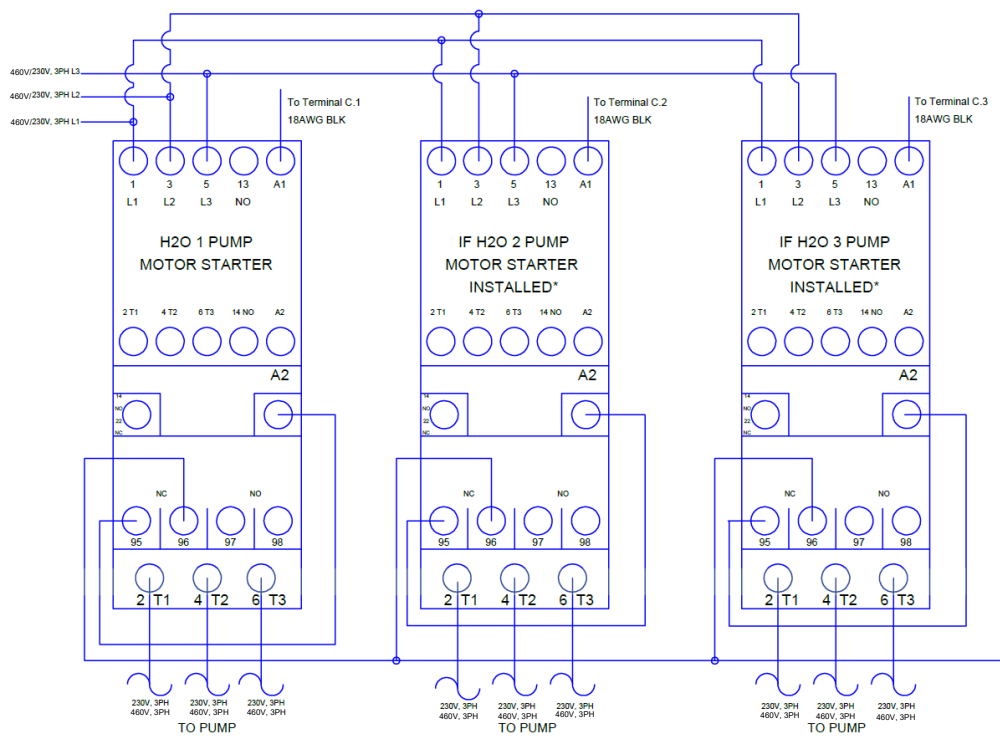 460V/230V, 3PH L3
460V/230V, 3PH L2
460V/230V, 3PH L1
To Terminal C.1
18AWG BLK
To Terminal C.2
18AWG BLK
To Terminal C.3
18AWG BLK
1 3 5 13 A1
L1 L2 L3 NO
1 3 5 13 A1
L1 L2 L3 NO
1 3 5 13 A1
L1 L2 L3 NO
H2O 1 PUMP
MOTOR STARTER
IF H2O 2 PUMP
MOTOR STARTER
INSTALLED*
IF H2O 3 PUMP
MOTOR STARTER
INSTALLED*
2 T1 4 T2 6 T3 14 NO A2
2 T1 4 T2 6 T3 14 NO A2
2 T1 4 T2 6 T3 14 NO A2
A2
A2
A2
14
NO
22
NC
14
NO
22
NC
14
NO
22
NC
NC NO
NC NO
NC NO
95 96 97 98
95 96 97 98
95 96 97 98
2 T1 4 T2 6 T3
2 T1 4 T2 6 T3
2 T1 4 T2 6 T3
230V, 3PH 230V, 3PH 230V, 3PH
460V, 3PH 460V, 3PH 460V, 3PH
TO PUMP
230V, 3PH 230V, 3PH 230V, 3PH
460V, 3PH 460V, 3PH 460V, 3PH
TO PUMP
230V, 3PH 230V, 3PH 230V, 3PH
460V, 3PH 460V, 3PH 460V, 3PH
TO PUMP